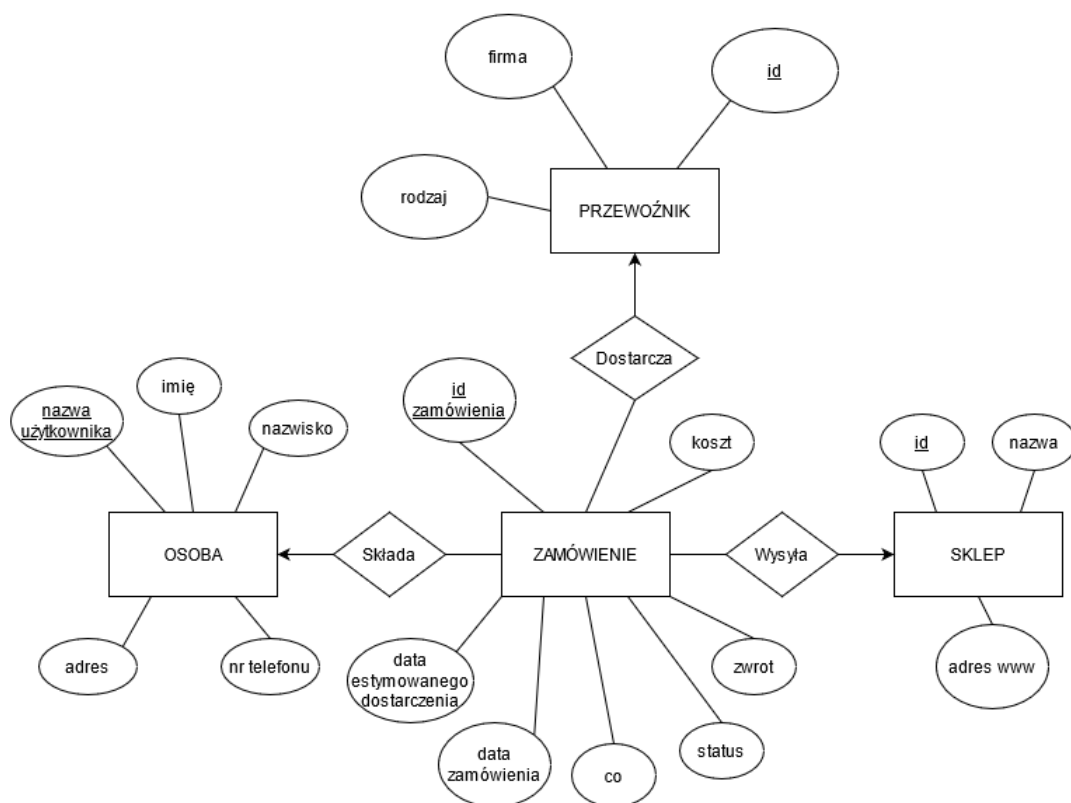 firma
id
rodzaj
PRZEWOŹNIK
Dostarcza
imię
id
zamówienia
nazwa
użytkownika
nazwisko
koszt
id
nazwa
OSOBA
Składa
ZAMÓWIENIE
Wysyła
SKLEP
adres
nr telefonu
data
estymowanego
dostarczenia
zwrot
adres www
data
zamówienia
co
status